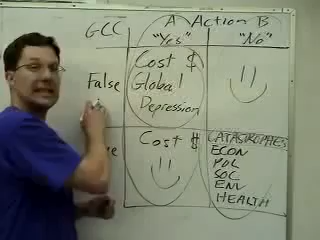 GCC
A Action B
"Yes" "No"
False
Cost $
Global
Depression
Cost $
CATASTROPHES
ECON
POL
SOC
ENV
HEALTH